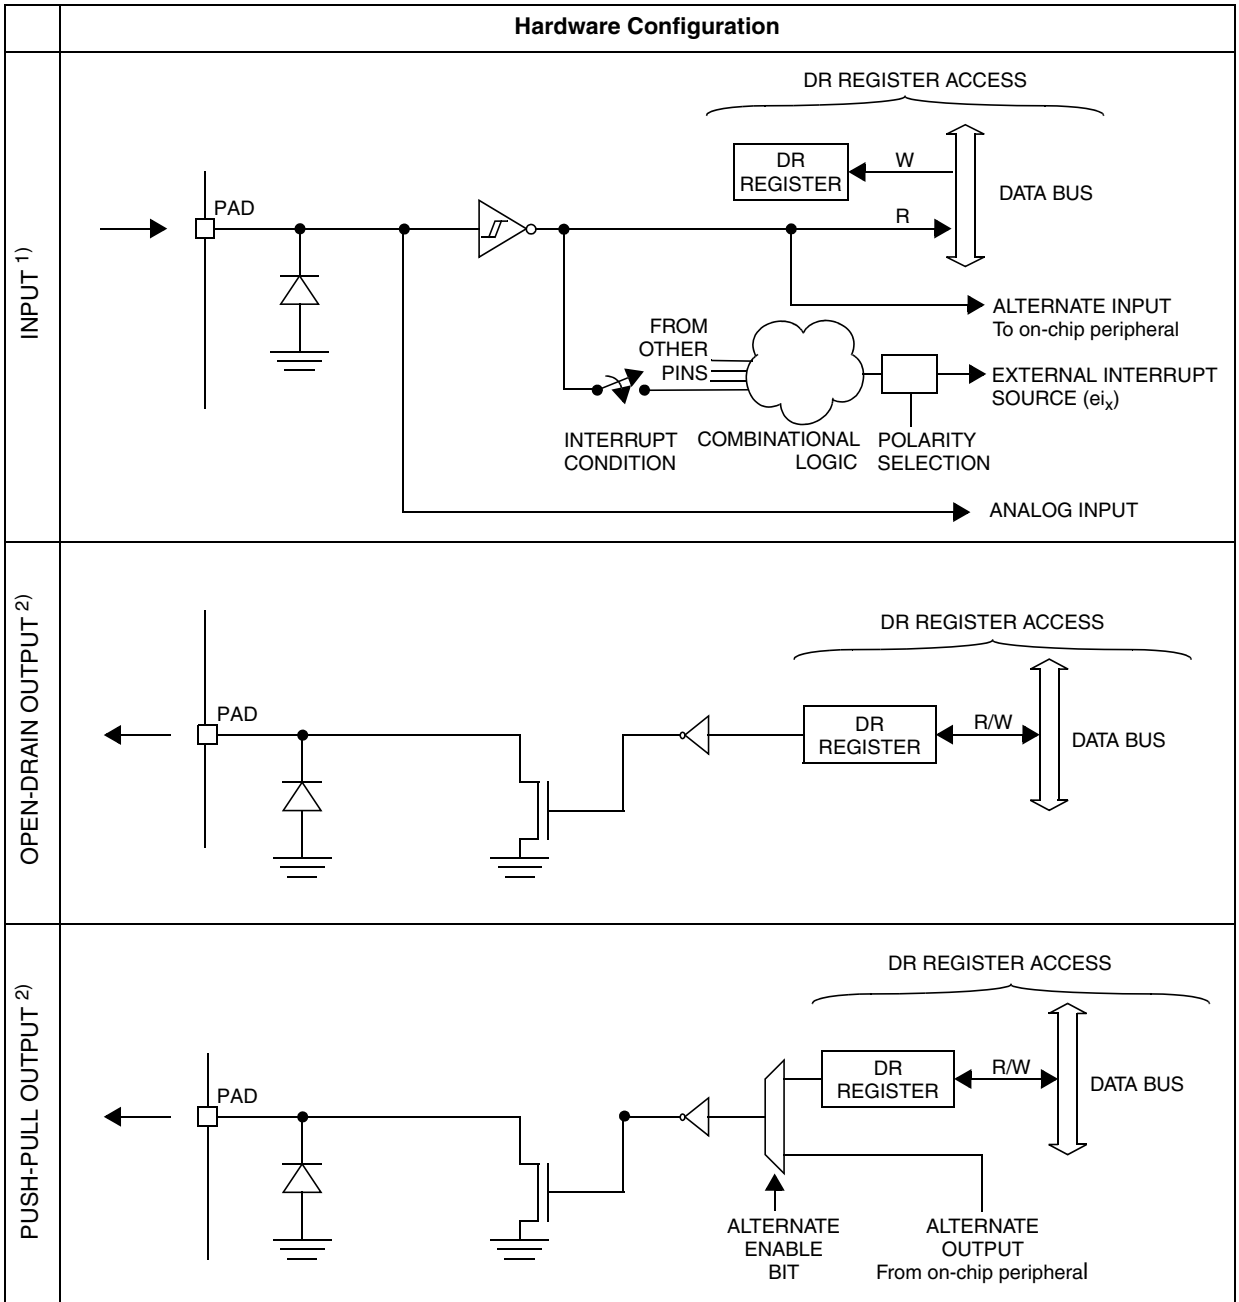 Hardware Configuration
INPUT 1)
DR REGISTER ACCESS
DR
REGISTER
W
DATA BUS
PAD
R
ALTERNATE INPUT
To on-chip peripheral
FROM
OTHER
PINS
EXTERNAL INTERRUPT
SOURCE (eix)
INTERRUPT
CONDITION
COMBINATIONAL
LOGIC
POLARITY
SELECTION
ANALOG INPUT
OPEN-DRAIN OUTPUT 2)
DR REGISTER ACCESS
PAD
DR
REGISTER
R/W
DATA BUS
PUSH-PULL OUTPUT 2)
DR REGISTER ACCESS
PAD
DR
REGISTER
R/W
DATA BUS
ALTERNATE
ENABLE
BIT
ALTERNATE
OUTPUT
From on-chip peripheral